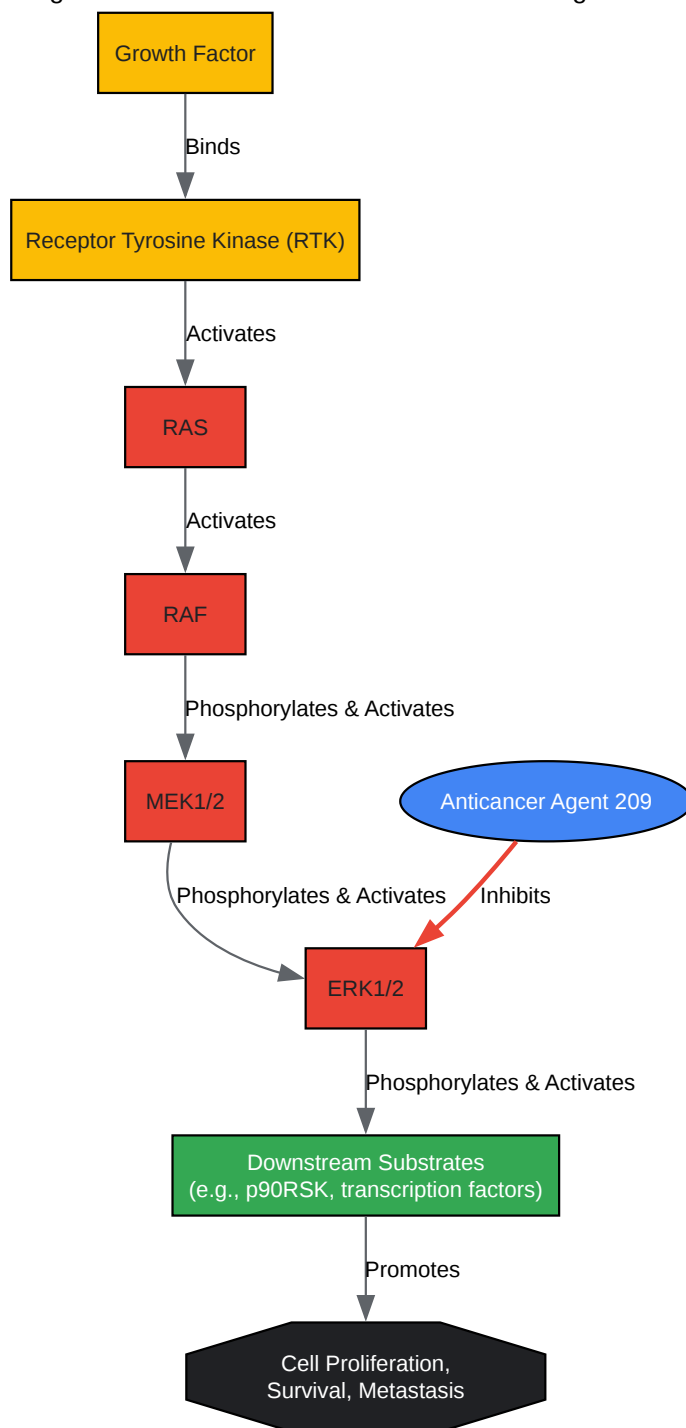 Growth Factor
Binds
Receptor Tyrosine Kinase (RTK)
Activates
RAS
Activates
RAF
Phosphorylates & Activates
MEK1/2
Anticancer Agent 209
Phosphorylates & Activates
Inhibits
ERK1/2
Phosphorylates & Activates
Downstream Substrates
(e.g., p90RSK, transcription factors)
Promotes
Cell Proliferation,
Survival, Metastasis